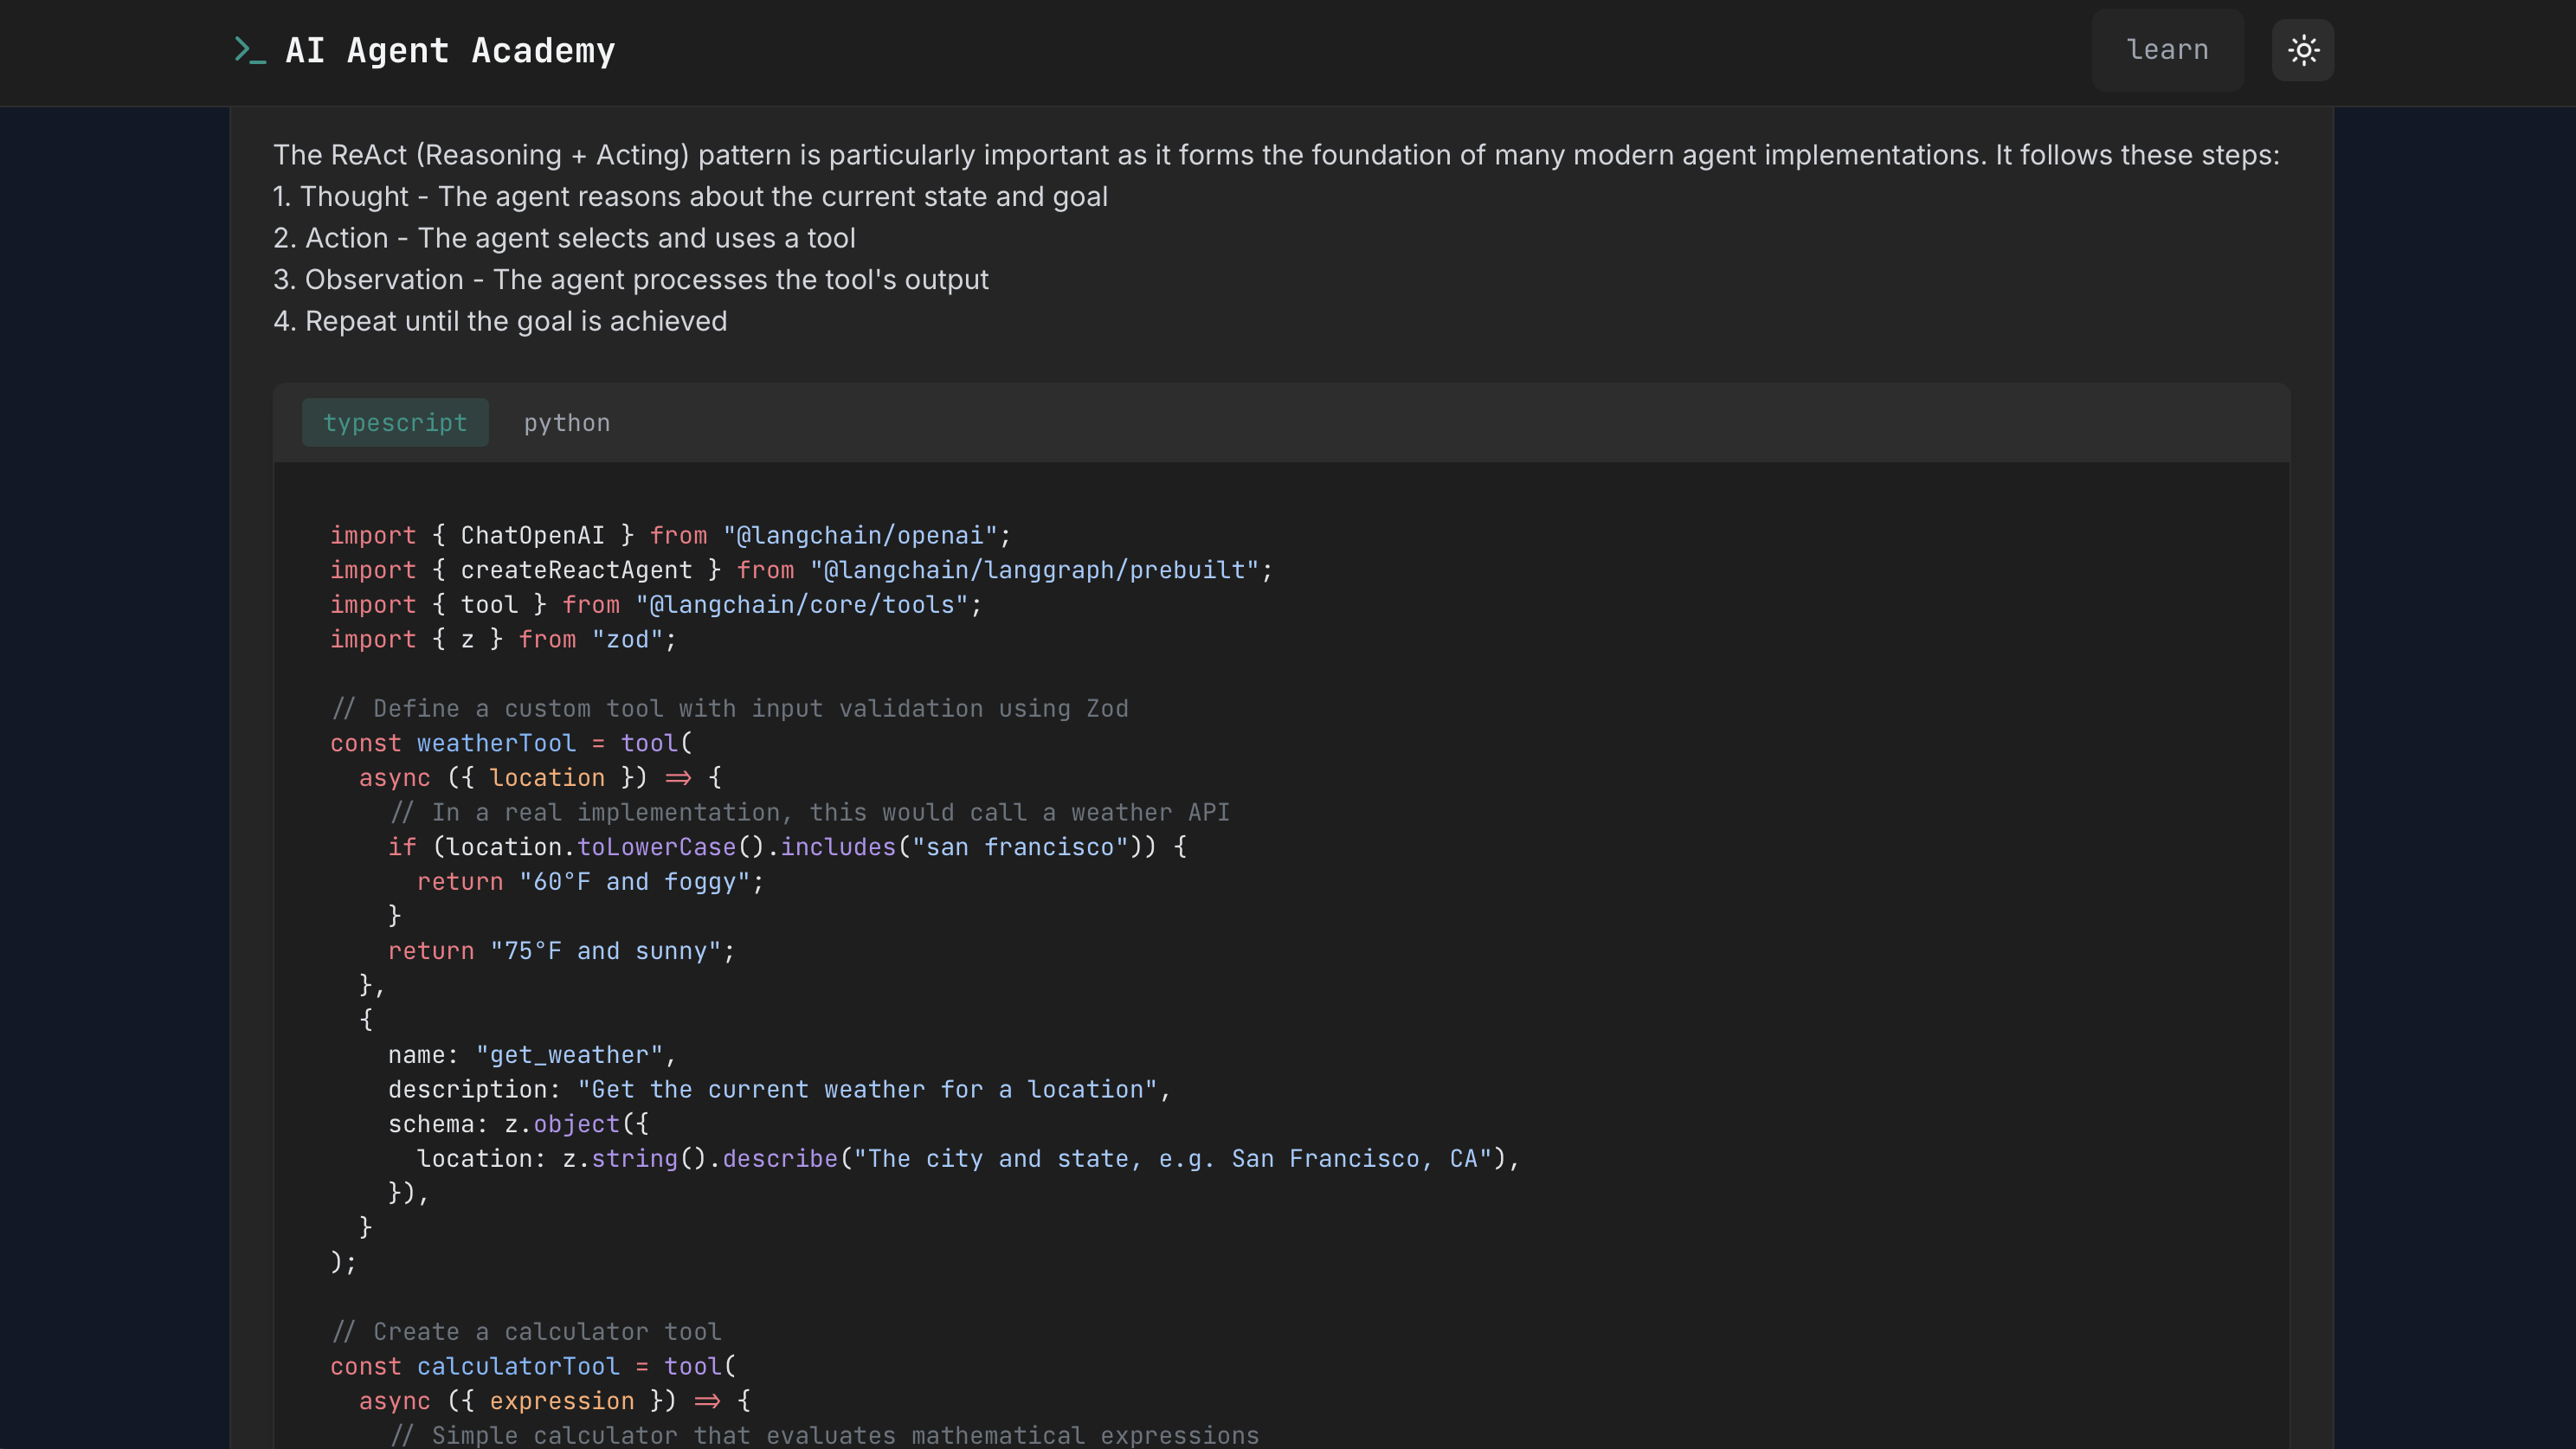 >_ AI Agent Academy
learn
The ReAct (Reasoning + Acting) pattern is particularly important as it forms the foundation of many modern agent implementations. It follows these steps:
1. Thought - The agent reasons about the current state and goal
2. Action - The agent selects and uses a tool
3. Observation - The agent processes the tool's output
4. Repeat until the goal is achieved
typescript python
import { ChatOpenAI } from "@langchain/openai";
import { createReactAgent } from "@langchain/langgraph/prebuilt";
import { tool } from "@langchain/core/tools";
import { z } from "zod";
// Define a custom tool with input validation using Zod
const weatherTool = tool(
  async ({ location }) => {
    // In a real implementation, this would call a weather API
    if (location.toLowerCase().includes("san francisco")) {
      return "60°F and foggy";
    }
    return "75°F and sunny";
  },
  {
    name: "get_weather",
    description: "Get the current weather for a location",
    schema: z.object({
      location: z.string().describe("The city and state, e.g. San Francisco, CA"),
    }),
  }
);
// Create a calculator tool
const calculatorTool = tool(
  async ({ expression }) => {
    // Simple calculator that evaluates mathematical expressions